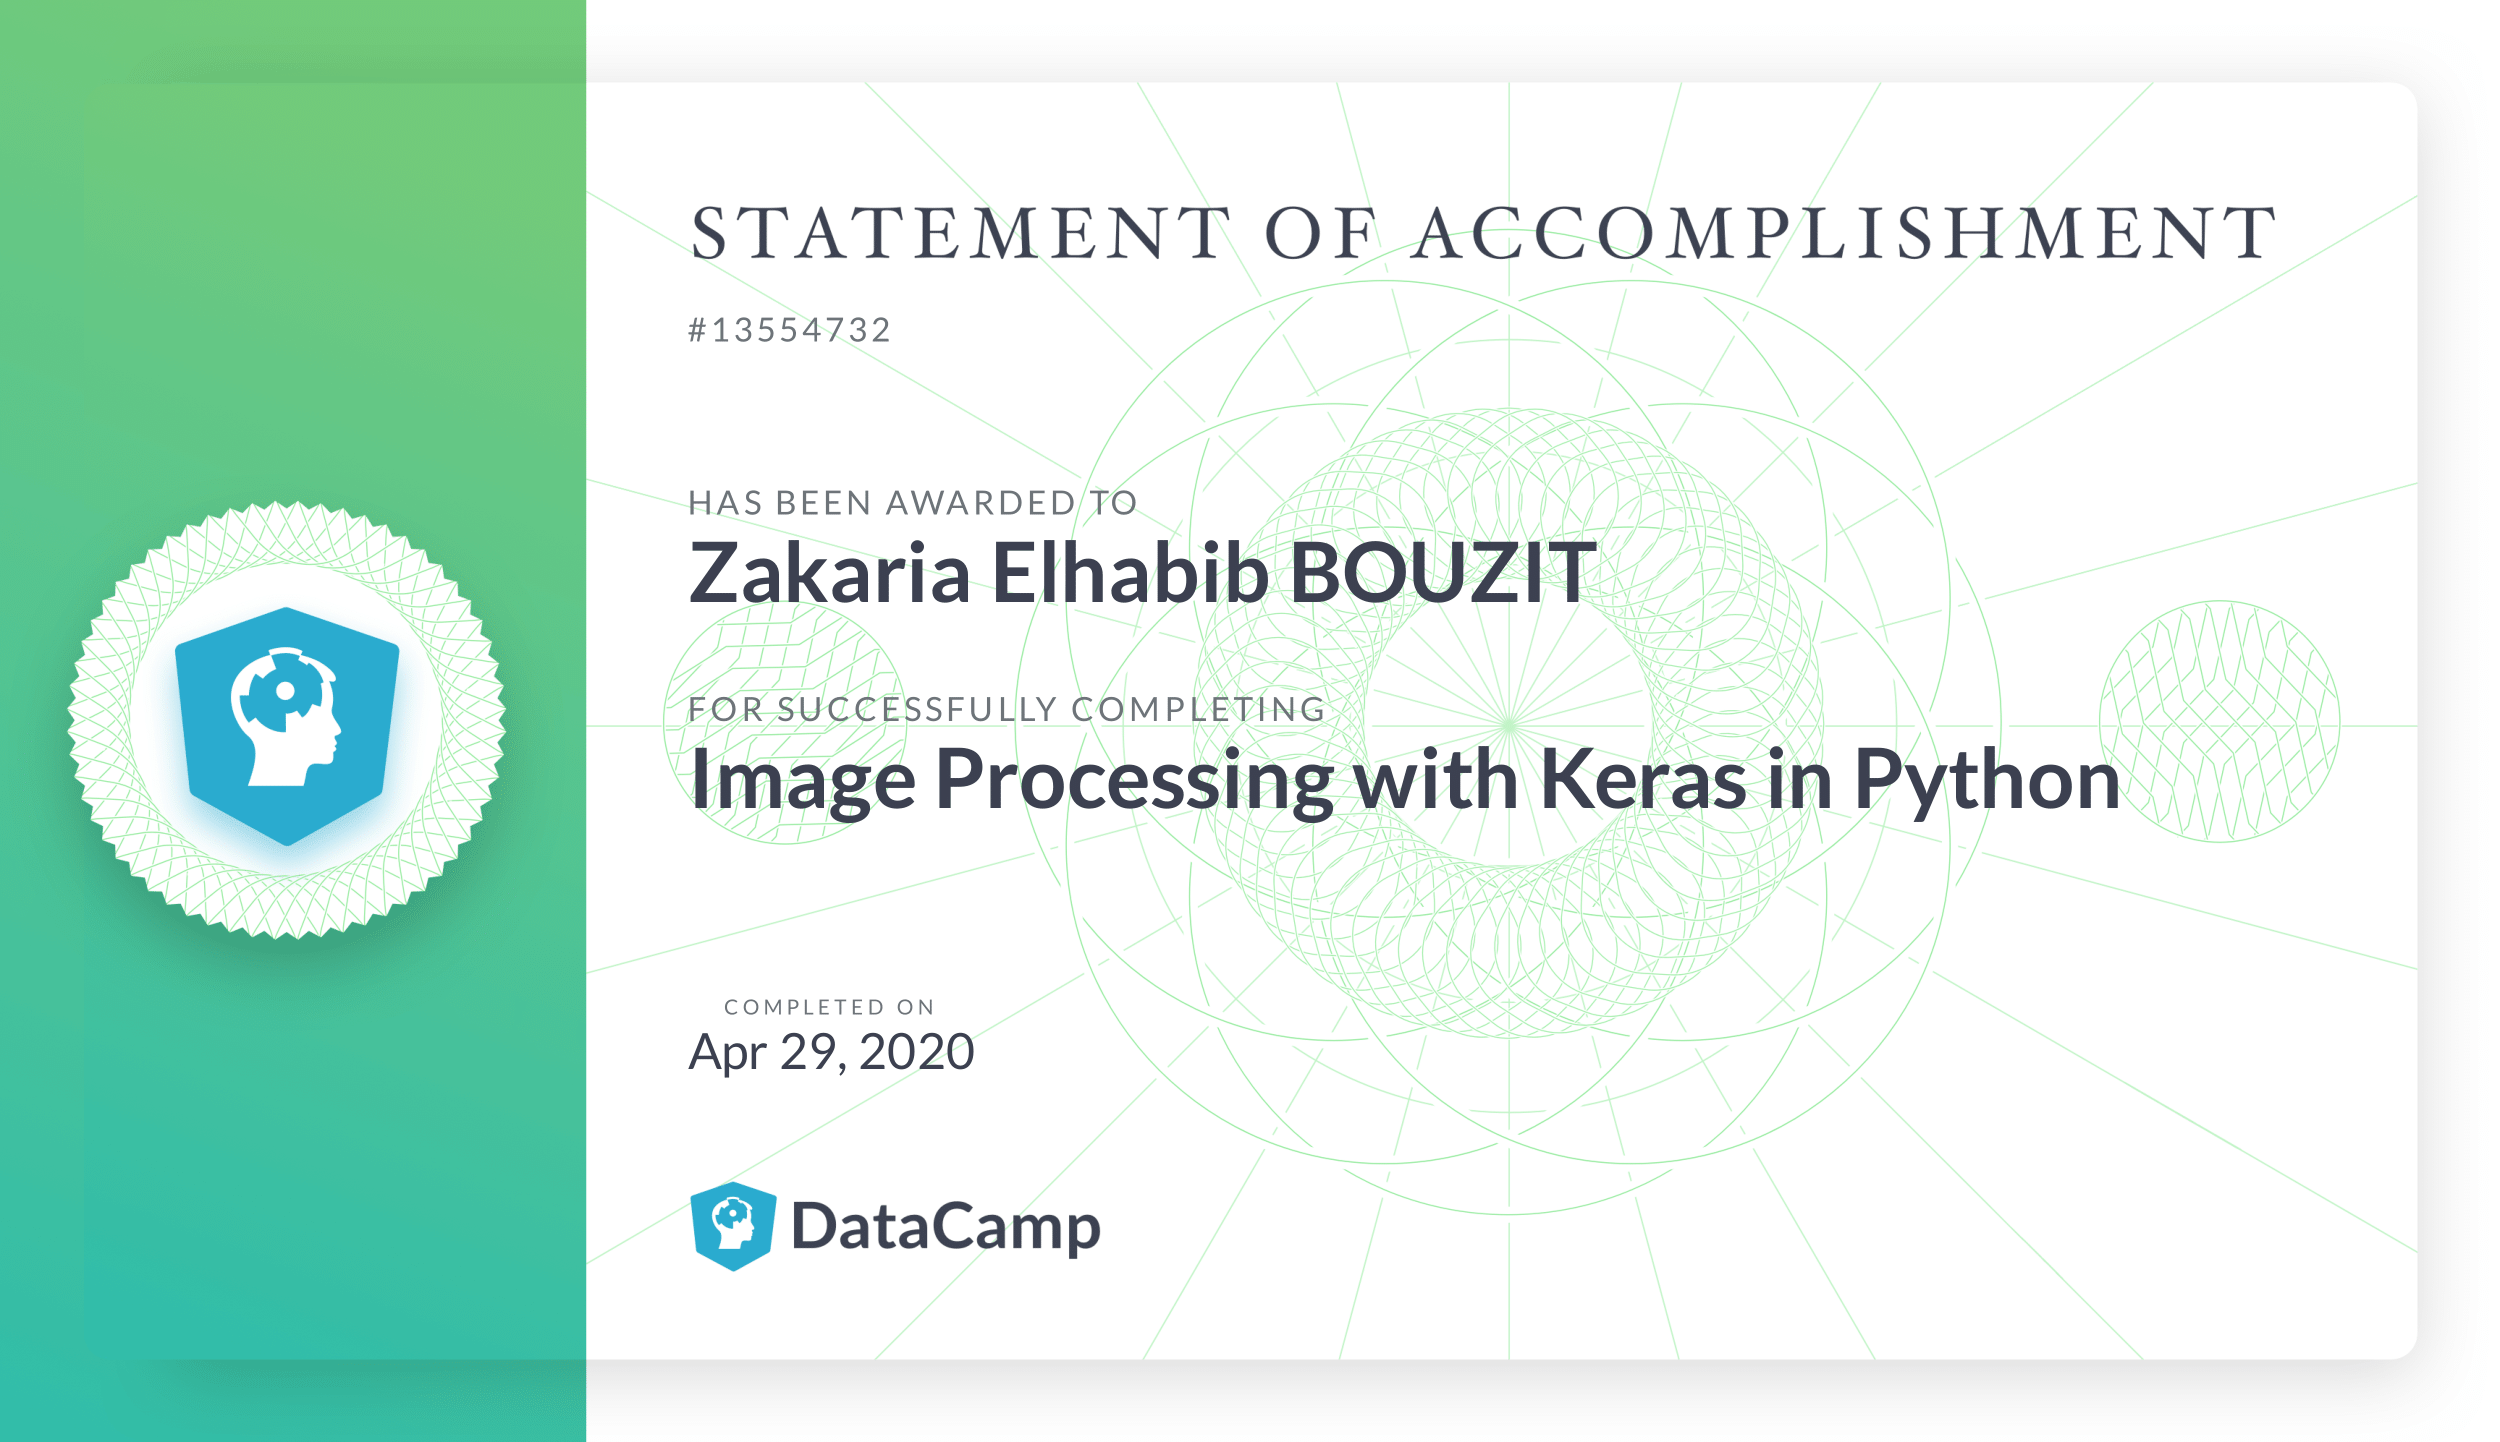 STATEMENT OF ACCOMPLISHMENT
#13554732
HAS BEEN AWARDED TO
Zakaria Elhabib BOUZIT
FOR SUCCESSFULLY COMPLETING
Image Processing with Keras in Python
COMPLETED ON
Apr 29, 2020
DataCamp